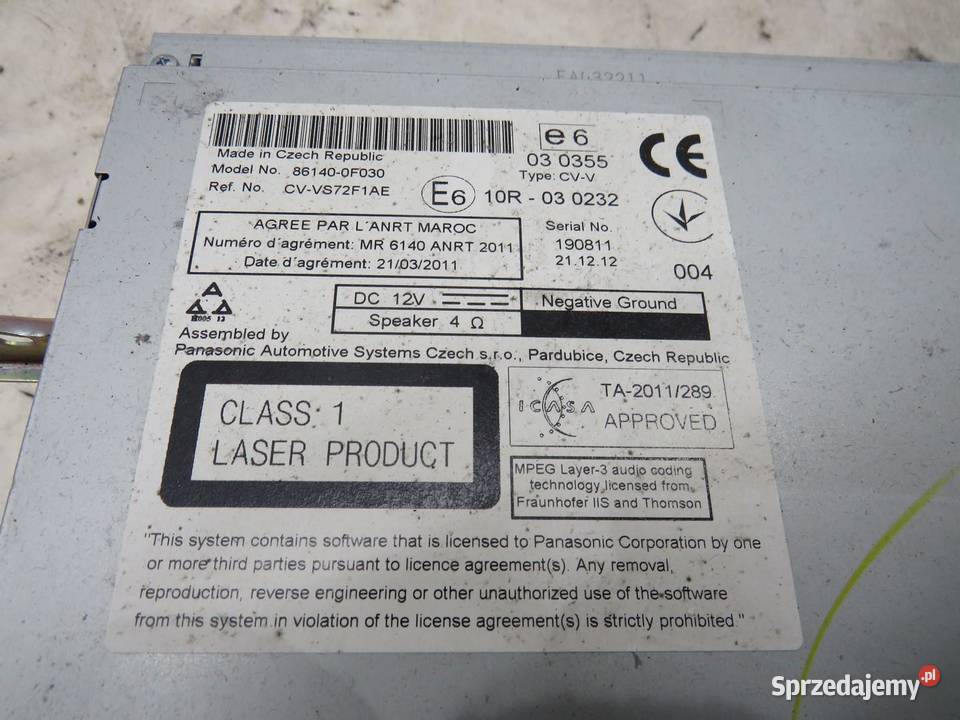 Made in Czech Republic
Model No. 86140-0F030
Ref. No. CV-VS72F1AE
e6
030355
Type: CV-V
CE
E6 10R - 030232
AGREE PAR L´ANRT MAROC
Numéro d´agrément: MR 6140 ANRT 2011
Date d´agrément: 21/03/2011
Serial No.
190811
21.12.12
004
DC 12V
Negative Ground
Speaker 4 Ω
Assembled by
Panasonic Automotive Systems Czech s.r.o., Pardubice, Czech Republic
CLASS 1
LASER PRODUCT
ICASA
TA-2011/289
APPROVED
MPEG Layer-3 audio coding
technology licensed from
Fraunhofer IIS and Thomson
"This system contains software that is licensed to Panasonic Corporation by one
or more third parties pursuant to licence agreement(s). Any removal,
reproduction, reverse engineering or other unauthorized use of the software
from this system in violation of the license agreement(s) is strictly prohibited."
Sprzedajemy.pl